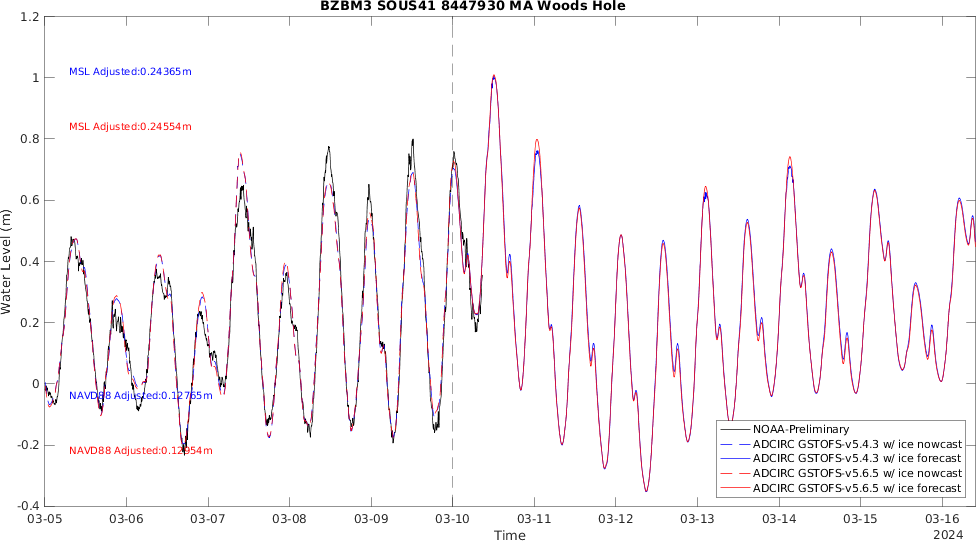 BZBM3 SOUS41 8447930 MA Woods Hole
1.2
1
0.8
0.6
0.4
0.2
0
-0.2
-0.4
Water Level (m)
MSL Adjusted:0.24365m
MSL Adjusted:0.24554m
NAVD88 Adjusted:0.12765m
NAVD88 Adjusted:0.12954m
NOAA-Preliminary
ADCIRC GSTOFS-v5.4.3 w/ ice nowcast
ADCIRC GSTOFS-v5.4.3 w/ ice forecast
ADCIRC GSTOFS-v5.6.5 w/ ice nowcast
ADCIRC GSTOFS-v5.6.5 w/ ice forecast
03-05 03-06 03-07 03-08 03-09 03-10 03-11 03-12 03-13 03-14 03-15 03-16
Time
2024